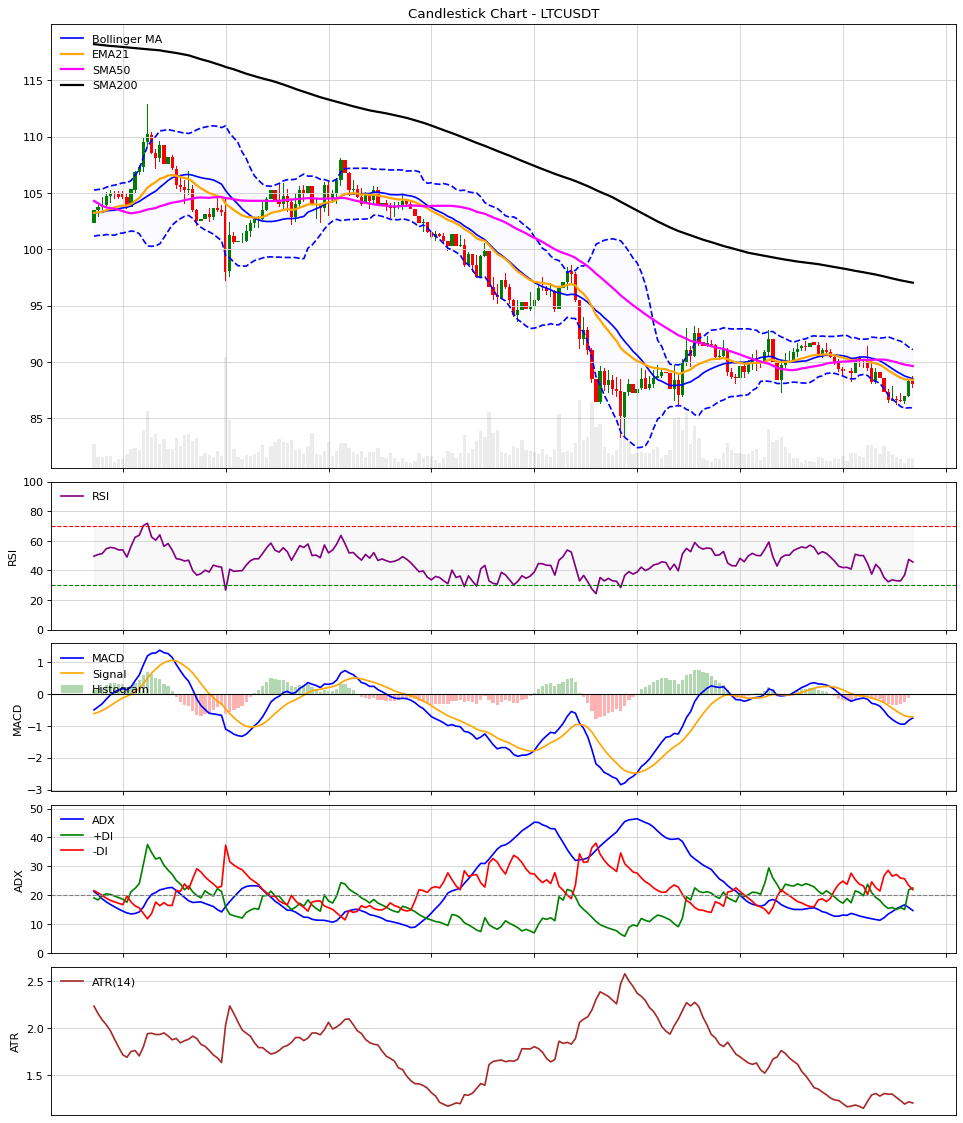 Candlestick Chart - LTCUSDT
Bollinger MA
EMA21
SMA50
SMA200
115
110
105
100
95
90
85
RSI
100
80
60
40
20
0
RSI
MACD
Signal
Histogram
1
0
−1
−2
−3
MACD
ADX
+DI
-DI
50
40
30
20
10
0
ADX
ATR(14)
2.5
2.0
1.5
ATR